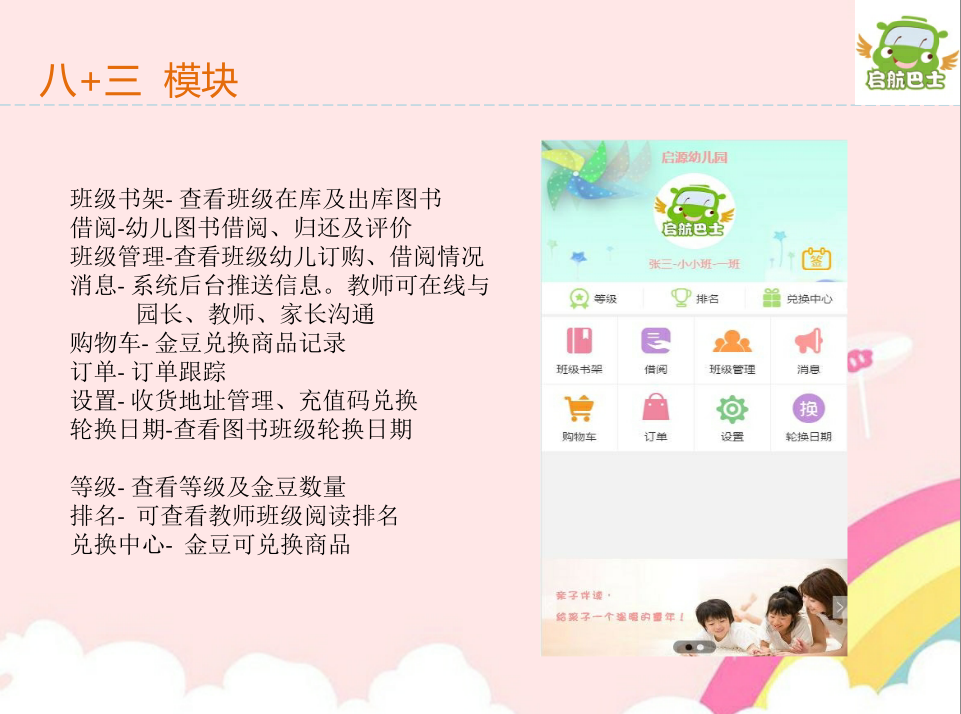 八+三 模块
启航巴士
班级书架- 查看班级在库及出库图书
借阅-幼儿图书借阅、归还及评价
班级管理-查看班级幼儿订购、借阅情况
消息- 系统后台推送信息。教师可在线与
园长、教师、家长沟通
购物车- 金豆兑换商品记录
订单- 订单跟踪
设置- 收货地址管理、充值码兑换
轮换日期-查看图书班级轮换日期
等级- 查看等级及金豆数量
排名- 可查看教师班级阅读排名
兑换中心- 金豆可兑换商品
启源幼儿园
启航巴士
张三-小小班-一班
签
等级 排名 兑换中心
班级书架 借阅 班级管理 消息
换
购物车 订单 设置 轮换日期
亲子伴读·
给孩子一个温暖的童年！